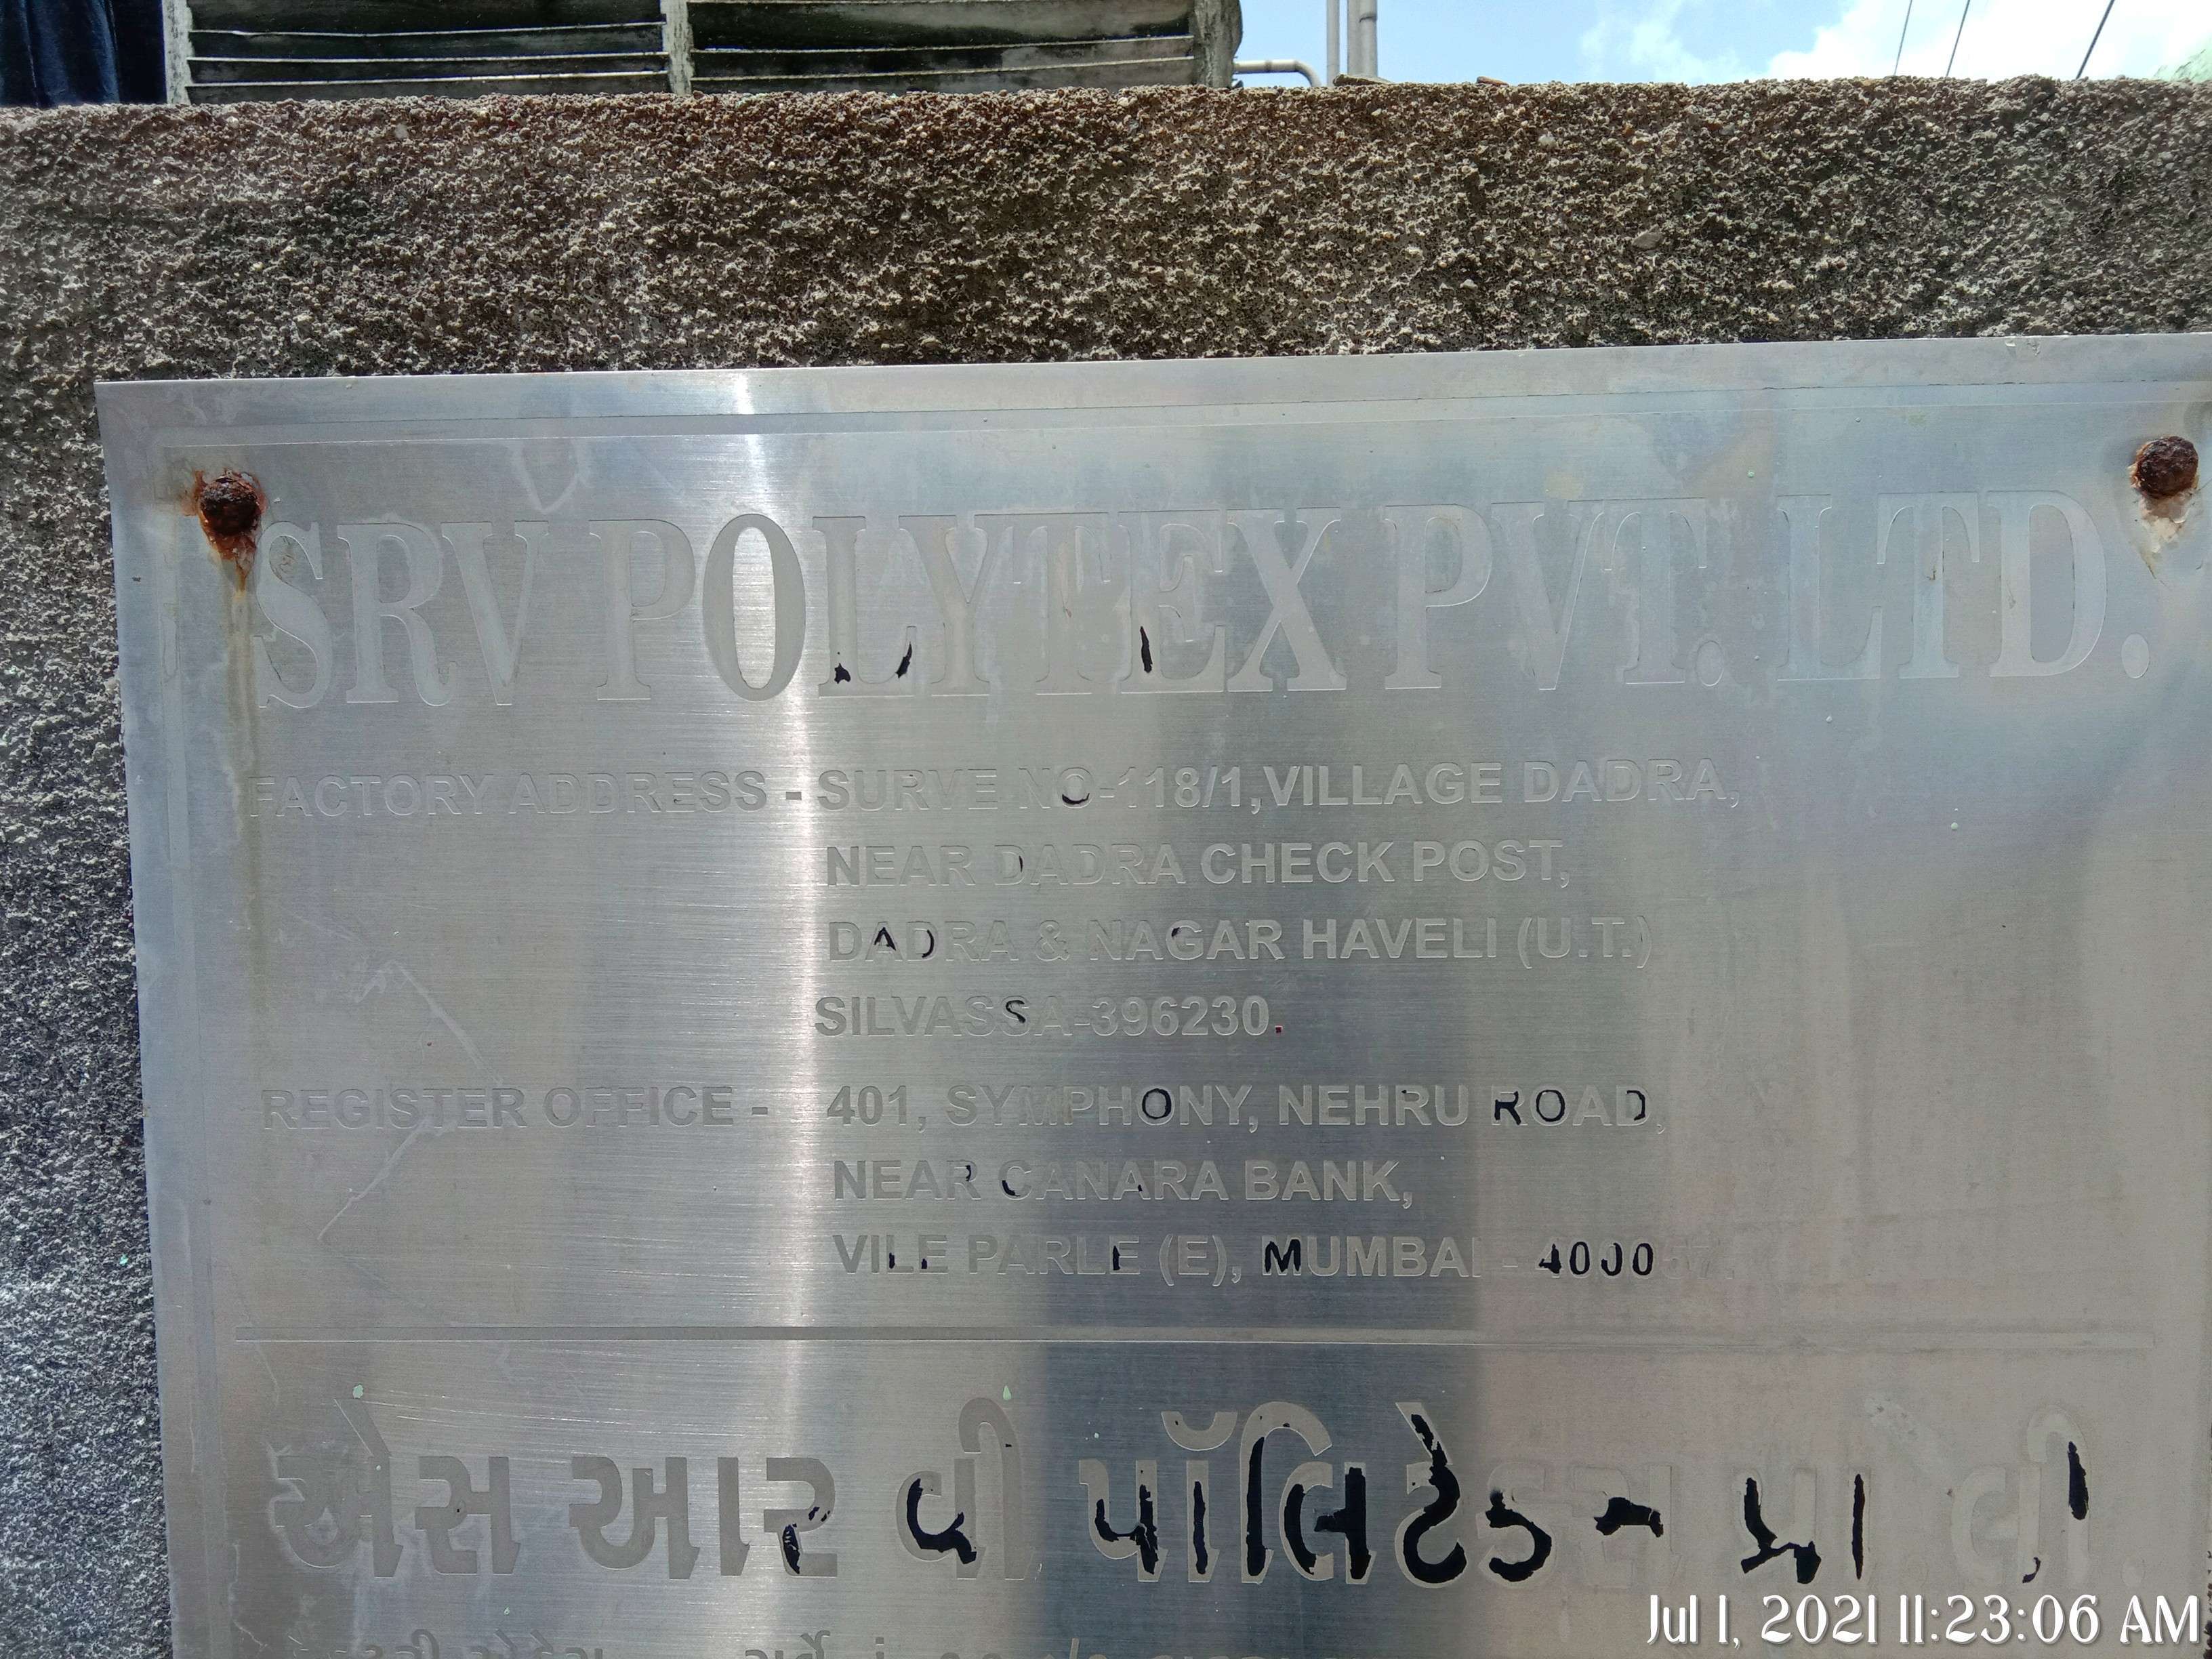 SRV POLYTEX PVT. LTD.
FACTORY ADDRESS - SURVE NO-118/1,VILLAGE DADRA,
NEAR DADRA CHECK POST,
DADRA & NAGAR HAVELI (U.T.)
SILVASSA-396230.
REGISTER OFFICE - 401, SYMPHONY, NEHRU ROAD,
NEAR CANARA BANK,
VILE PARLE (E), MUMBAI - 400057.
એસ આર વી પૉલિટેક્સ પ્રા. લી.
Jul 1, 2021 11:23:06 AM